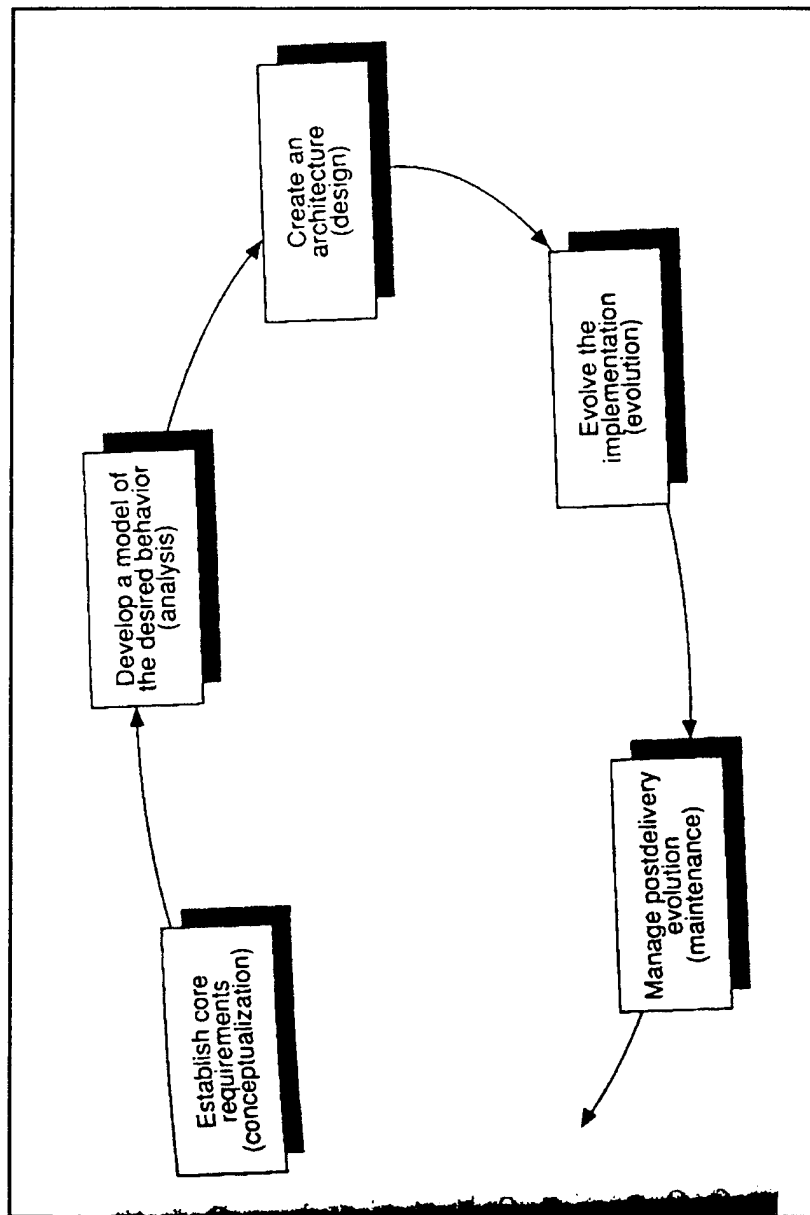 Establish core
requirements
(conceptualization)
Develop a model of
the desired behavior
(analysis)
Create an
architecture
(design)
Evolve the
implementation
(evolution)
Manage postdelivery
evolution
(maintenance)